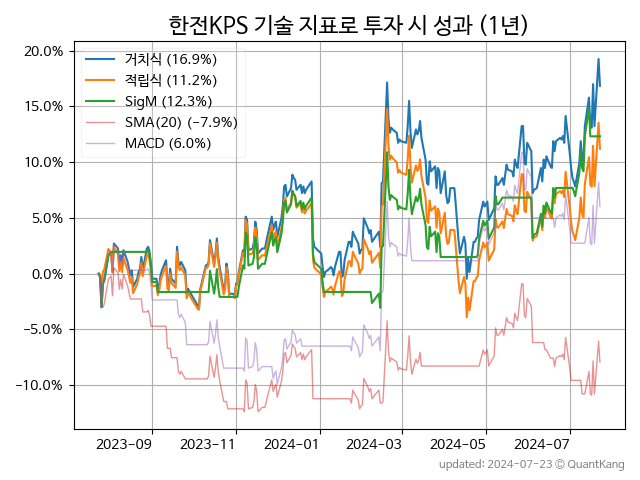 한전KPS 기술 지표로 투자 시 성과 (1년)
20.0%
15.0%
10.0%
5.0%
0.0%
−5.0%
−10.0%
거치식 (16.9%)
적립식 (11.2%)
SigM (12.3%)
SMA(20) (−7.9%)
MACD (6.0%)
2023-09
2023-11
2024-01
2024-03
2024-05
2024-07
updated: 2024-07-23 © QuantKang